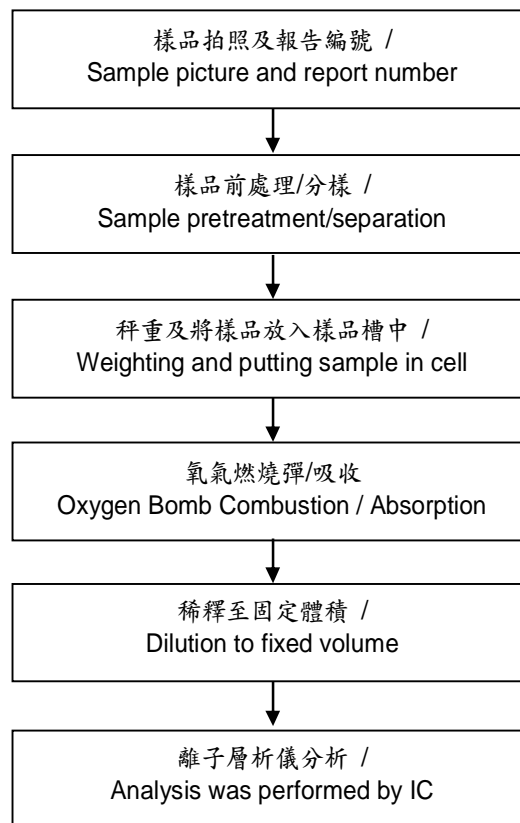 樣品拍照及報告編號 /
Sample picture and report number
樣品前處理/分樣 /
Sample pretreatment/separation
秤重及將樣品放入樣品槽中 /
Weighting and putting sample in cell
氧氣燃燒彈/吸收
Oxygen Bomb Combustion / Absorption
稀釋至固定體積 /
Dilution to fixed volume
離子層析儀分析 /
Analysis was performed by IC